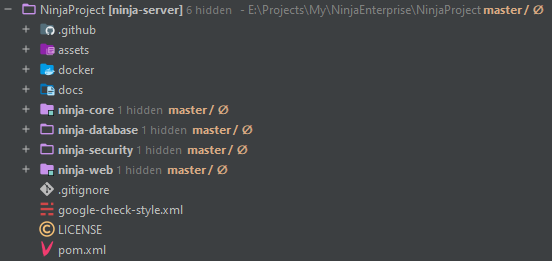 NinjaProject [ninja-server] 6 hidden - E:\Projects\My\NinjaEnterprise\NinjaProject master / Ø
.github
assets
docker
docs
ninja-core 1 hidden master / Ø
ninja-database 1 hidden master / Ø
ninja-security 1 hidden master / Ø
ninja-web 1 hidden master / Ø
.gitignore
google-check-style.xml
LICENSE
pom.xml